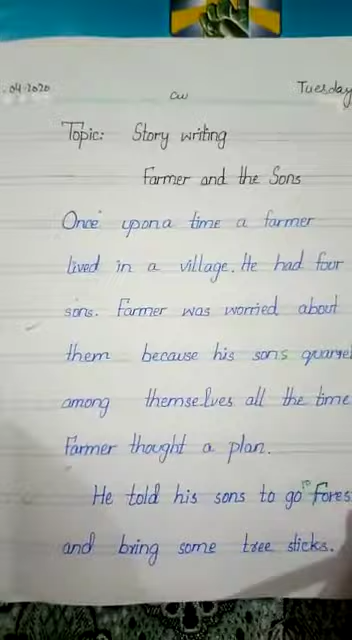 .04.2020 CW Tuesday
Topic: Story writing
Farmer and the Sons
Once upon a time a farmer
lived in a village. He had four
sons. Farmer was worried about
them because his sons quarrel
among themselves all the time
Farmer thought a plan.
He told his sons to go to Fores
and bring some tree sticks.